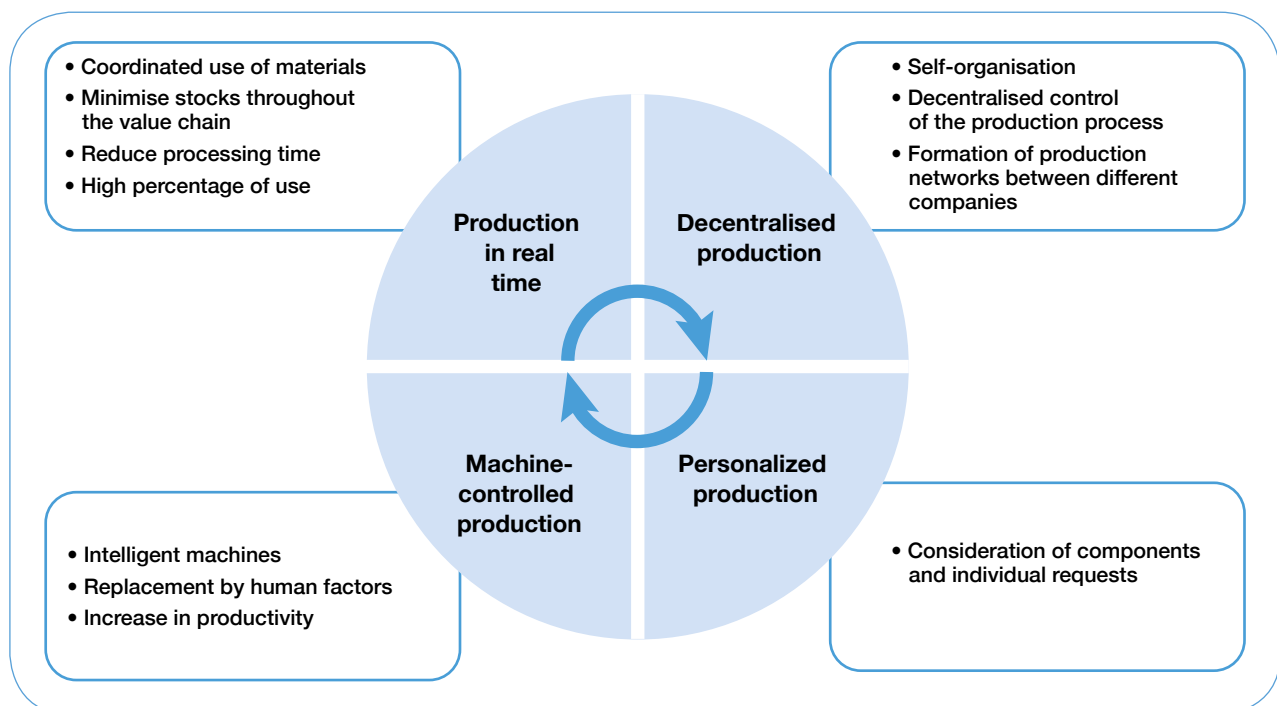 • Coordinated use of materials
• Minimise stocks throughout
the value chain
• Reduce processing time
• High percentage of use
• Self-organisation
• Decentralised control
of the production process
• Formation of production
networks between different
companies
Production
in real
time
Decentralised
production
Machine-
controlled
production
Personalized
production
• Intelligent machines
• Replacement by human factors
• Increase in productivity
• Consideration of components
and individual requests